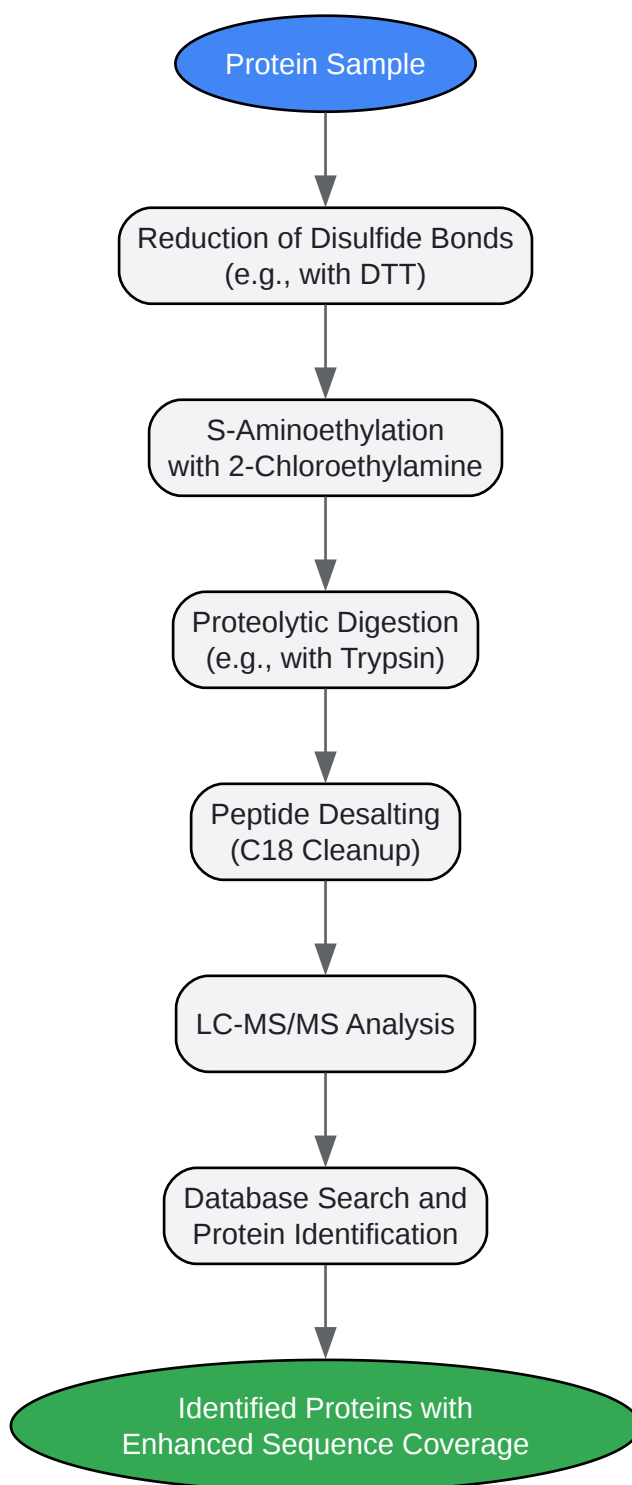 Protein Sample
Reduction of Disulfide Bonds
(e.g., with DTT)
S-Aminoethylation
with 2-Chloroethylamine
Proteolytic Digestion
(e.g., with Trypsin)
Peptide Desalting
(C18 Cleanup)
LC-MS/MS Analysis
Database Search and
Protein Identification
Identified Proteins with
Enhanced Sequence Coverage